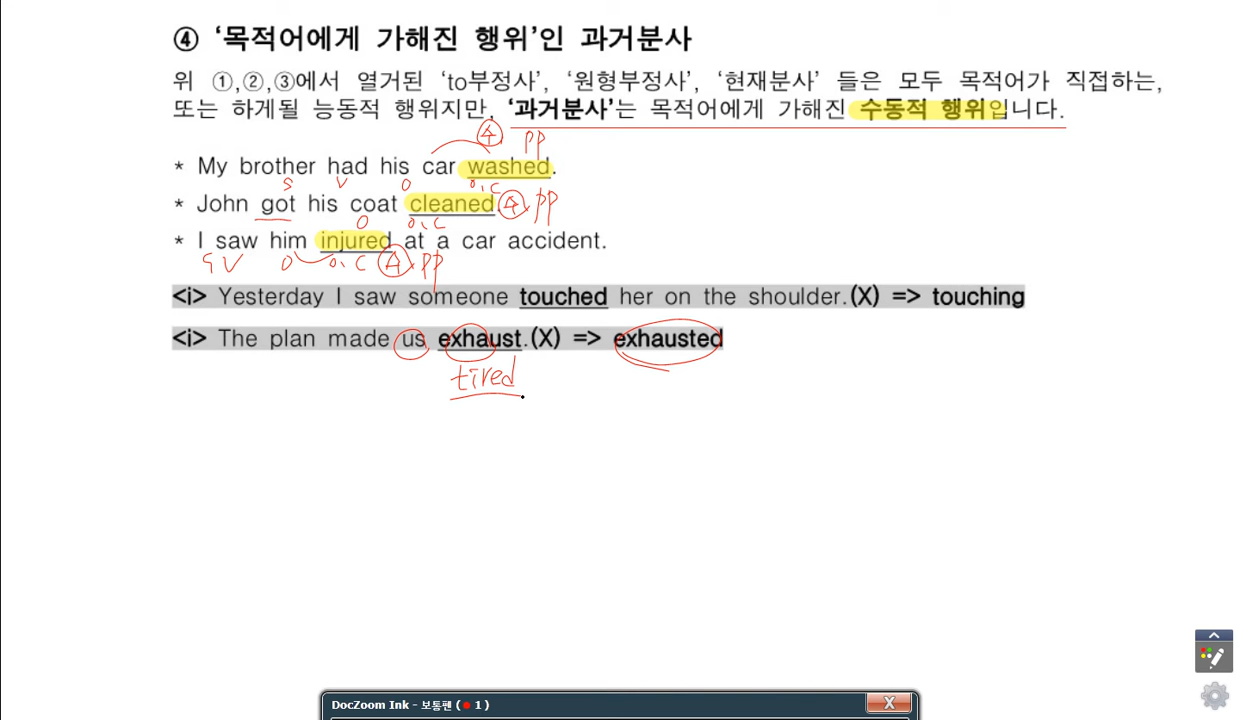 ④ ‘목적어에게 가해진 행위’인 과거분사
위 ①,②,③에서 열거된 ‘to부정사’, ‘원형부정사’, ‘현재분사’ 들은 모두 목적어가 직접하는,
또는 하게될 능동적 행위지만, ‘과거분사’는 목적어에게 가해진 수동적 행위입니다.
수 pp
* My brother had his car washed.
S V O o.c
* John got his coat cleaned. 수 pp
O o.c
* I saw him injured at a car accident.
S V O o.c 수 pp
<i> Yesterday I saw someone touched her on the shoulder.(X) => touching
<i> The plan made us exhaust.(X) => exhausted
tired
DocZoom Ink - 보통펜 ( 1 ) X